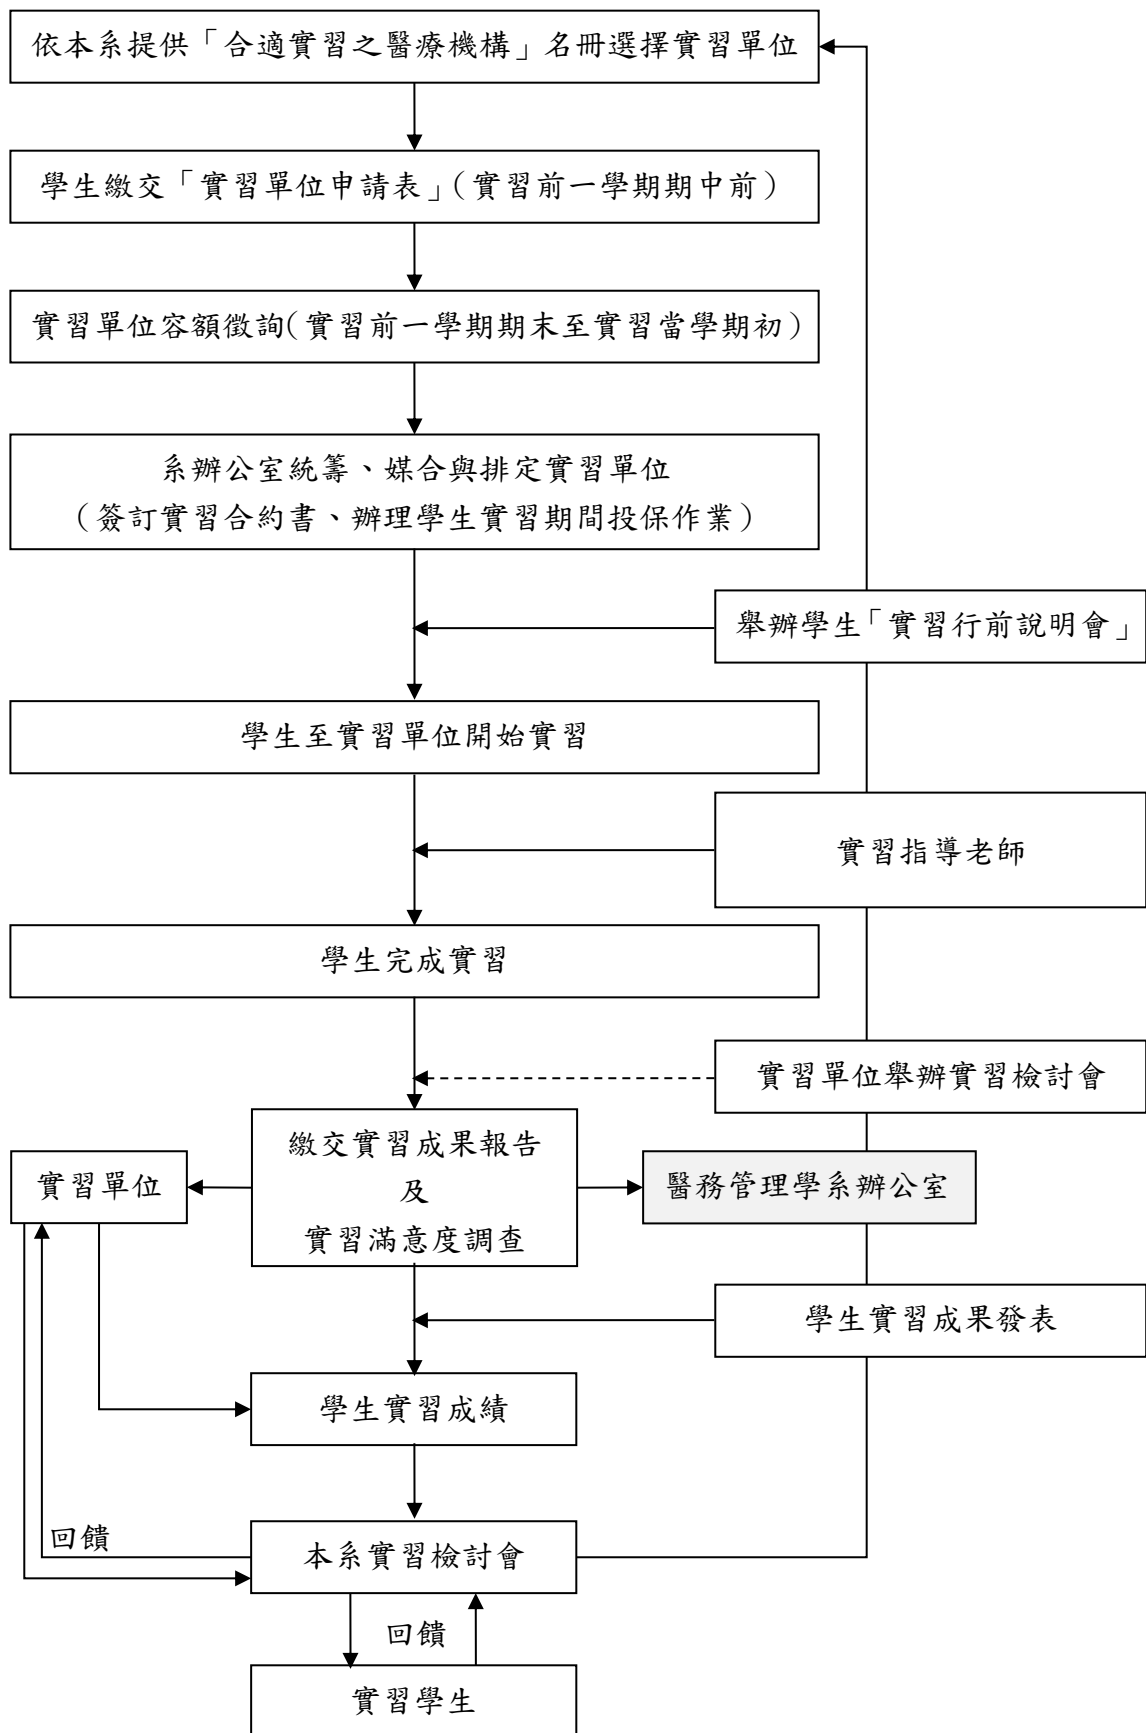 依本系提供「合適實習之醫療機構」名冊選擇實習單位
學生繳交「實習單位申請表」(實習前一學期期中前)
實習單位容額徵詢(實習前一學期期末至實習當學期初)
系辦公室統籌、媒合與排定實習單位
(簽訂實習合約書、辦理學生實習期間投保作業)
舉辦學生「實習行前說明會」
學生至實習單位開始實習
實習指導老師
學生完成實習
實習單位舉辦實習檢討會
繳交實習成果報告
及
實習滿意度調查
實習單位
醫務管理學系辦公室
學生實習成果發表
學生實習成績
回饋
本系實習檢討會
回饋
實習學生